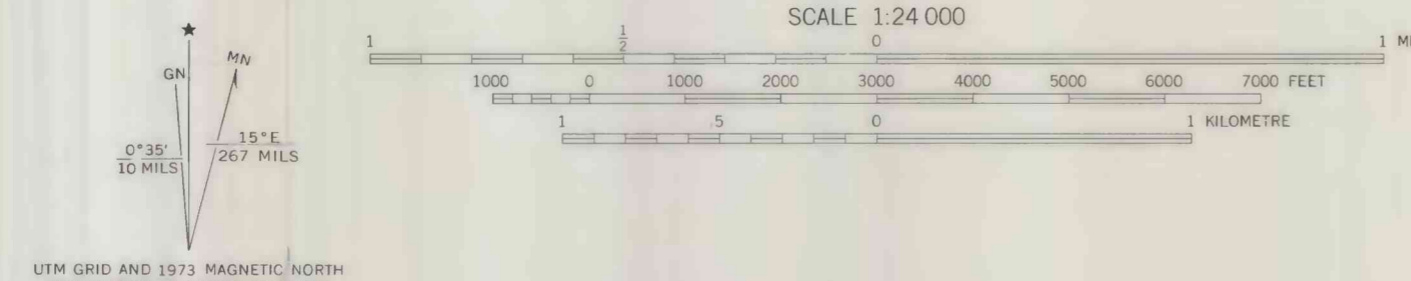 SCALE 1:24 000
1 1/2 0 1
1000 0 1000 2000 3000 4000 5000 6000 7000 FEET
1 .5 0 1 KILOMETRE
★
GN MN
0°35'
10 MILS
15°E
267 MILS
UTM GRID AND 1973 MAGNETIC NORTH